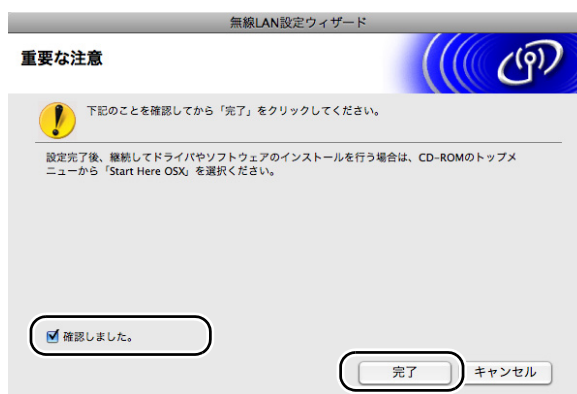 無線LAN設定ウィザード
重要な注意
下記のことを確認してから「完了」をクリックしてください。
設定完了後、継続してドライバやソフトウェアのインストールを行う場合は、CD-ROMのトップメ
ニューから「Start Here OSX」を選択ください。
確認しました。
完了 キャンセル